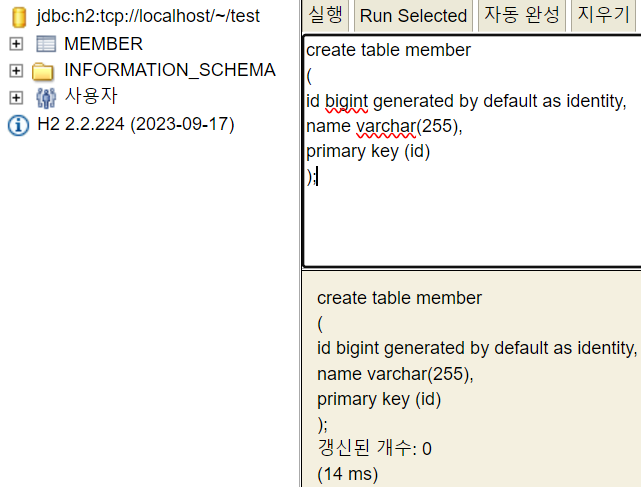 jdbc:h2:tcp://localhost/~/test
MEMBER
INFORMATION_SCHEMA
사용자
H2 2.2.224 (2023-09-17)
실행 Run Selected 자동 완성 지우기
create table member
(
id bigint generated by default as identity,
name varchar(255),
primary key (id)
);
create table member
(
id bigint generated by default as identity,
name varchar(255),
primary key (id)
);
갱신된 개수: 0
(14 ms)